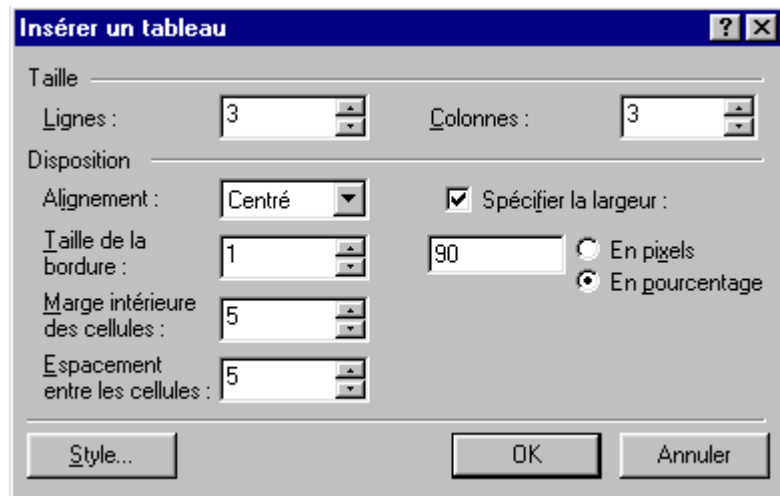 Insérer un tableau
Taille
Lignes : 3 Colonnes : 3
Disposition
Alignement : Centré Spécifier la largeur :
Taille de la
bordure : 1 90 En pixels
En pourcentage
Marge intérieure
des cellules : 5
Espacement
entre les cellules : 5
Style... OK Annuler